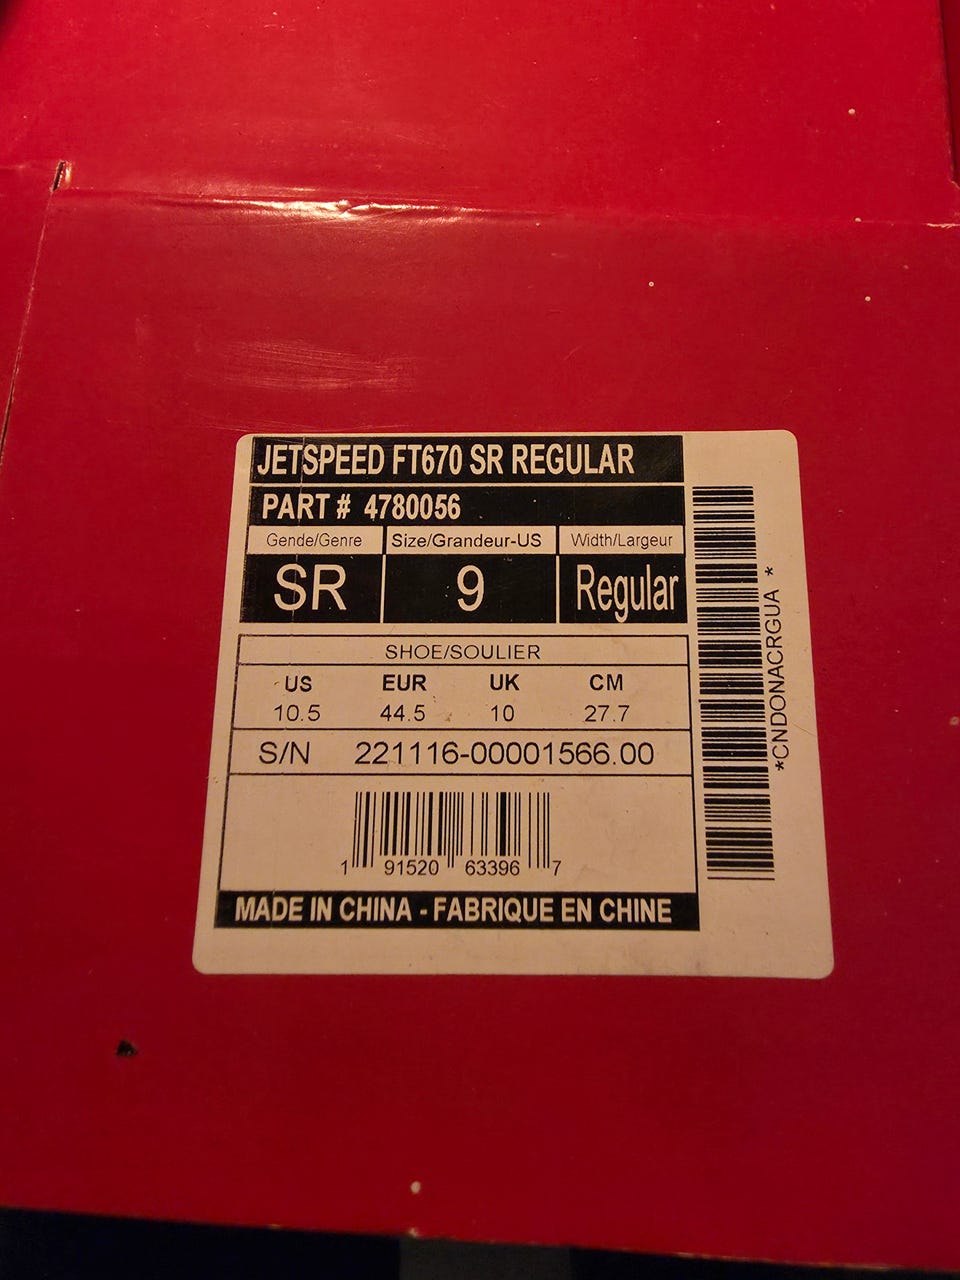 JETSPEED FT670 SR REGULAR
PART # 4780056
Gende/Genre Size/Grandeur-US Width/Largeur
SR 9 Regular
SHOE/SOULIER
US EUR UK CM
10.5 44.5 10 27.7
S/N 221116-00001566.00
1 91520 63396 7
MADE IN CHINA - FABRIQUE EN CHINE
*CNDONACRGUA *